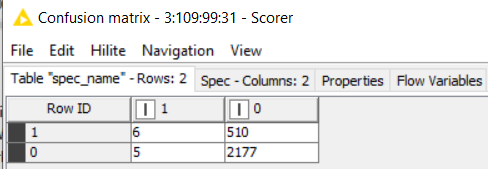 Confusion matrix - 3:109:99:31 - Scorer
File Edit Hilite Navigation View
Table "spec_name" - Rows: 2 Spec - Columns: 2 Properties Flow Variables
Row ID I 1 I 0
1 6 510
0 5 2177